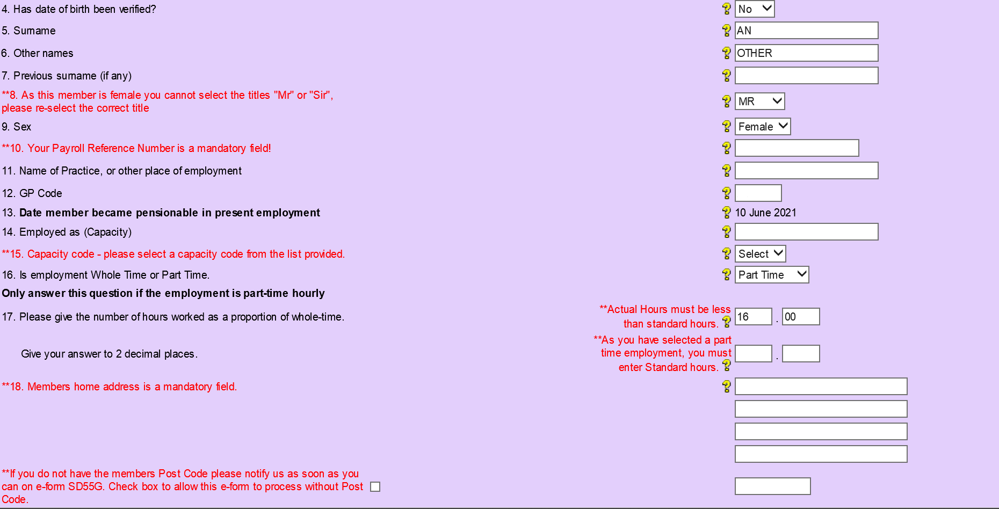 4. Has date of birth been verified? No
5. Surname AN
6. Other names OTHER
7. Previous surname (if any)
**8. As this member is female you cannot select the titles "Mr" or "Sir",
please re-select the correct title
MR
9. Sex Female
**10. Your Payroll Reference Number is a mandatory field!
11. Name of Practice, or other place of employment
12. GP Code
13. Date member became pensionable in present employment 10 June 2021
14. Employed as (Capacity)
**15. Capacity code - please select a capacity code from the list provided. Select
16. Is employment Whole Time or Part Time. Part Time
Only answer this question if the employment is part-time hourly
17. Please give the number of hours worked as a proportion of whole-time.
**Actual Hours must be less
than standard hours.
16 . 00
Give your answer to 2 decimal places.
**As you have selected a part
time employment, you must
enter Standard hours.
.
**18. Members home address is a mandatory field.
**If you do not have the members Post Code please notify us as soon as you
can on e-form SD55G. Check box to allow this e-form to process without Post
Code.